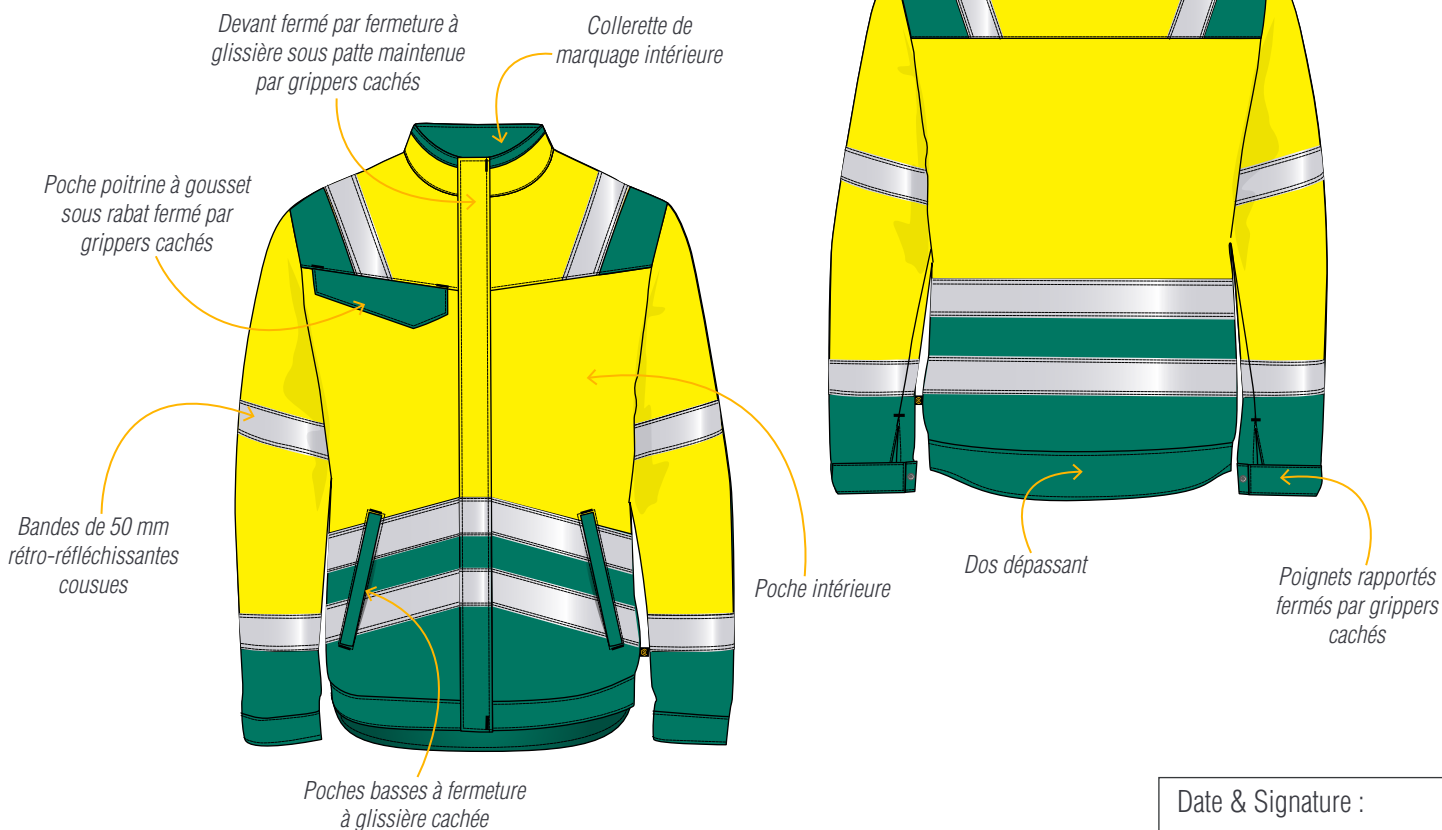 Devant fermé par fermeture à
glissière sous patte maintenue
par grippers cachés
Collerette de
marquage intérieure
Poche poitrine à gousset
sous rabat fermé par
grippers cachés
Bandes de 50 mm
rétro-réfléchissantes
cousues
Poche intérieure
Dos dépassant
Poignets rapportés
fermés par grippers
cachés
Poches basses à fermeture
à glissière cachée
Date & Signature :